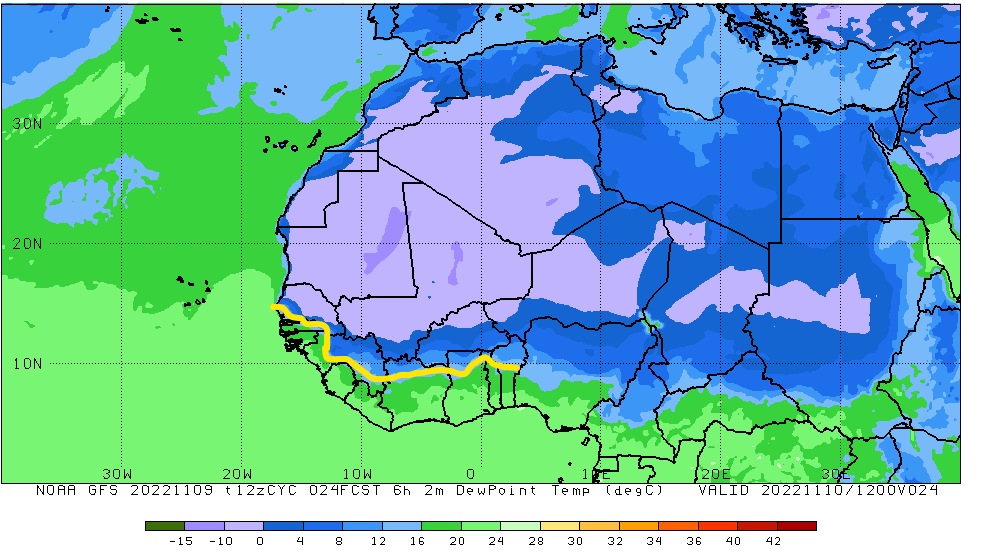 30N
20N
10N
30W 20W 10W 0 10E 20E 30E
NOAA GFS 20221109 t12zCYC 024FCST 6h 2m DewPoint Temp (degC) VALID 20221110/1200V024
-15 -10 0 4 8 12 16 20 24 28 30 32 34 36 40 42